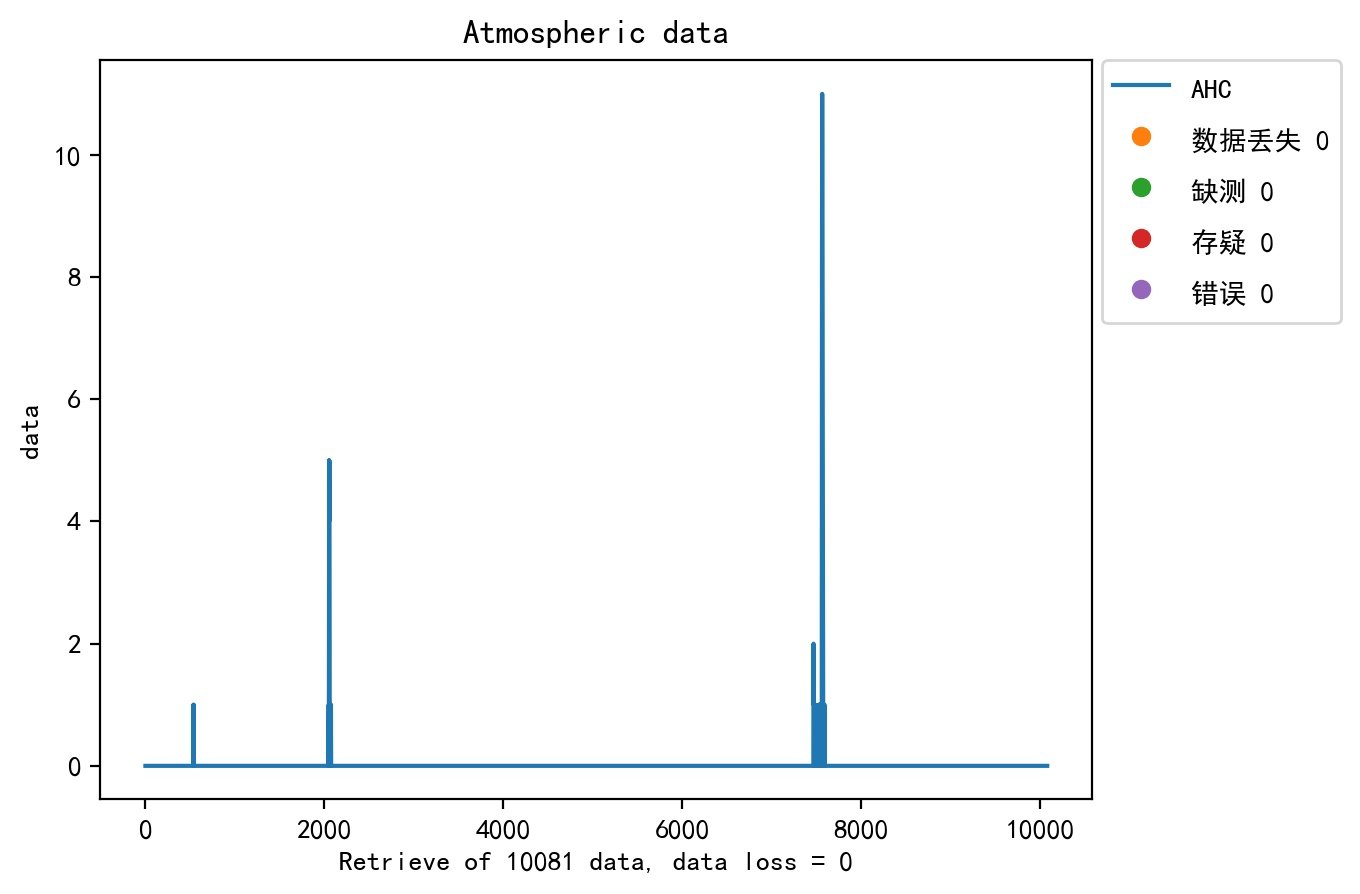 Atmospheric data
AHC
数据丢失 0
缺测 0
存疑 0
错误 0
data
10
8
6
4
2
0
0 2000 4000 6000 8000 10000
Retrieve of 10081 data, data loss = 0